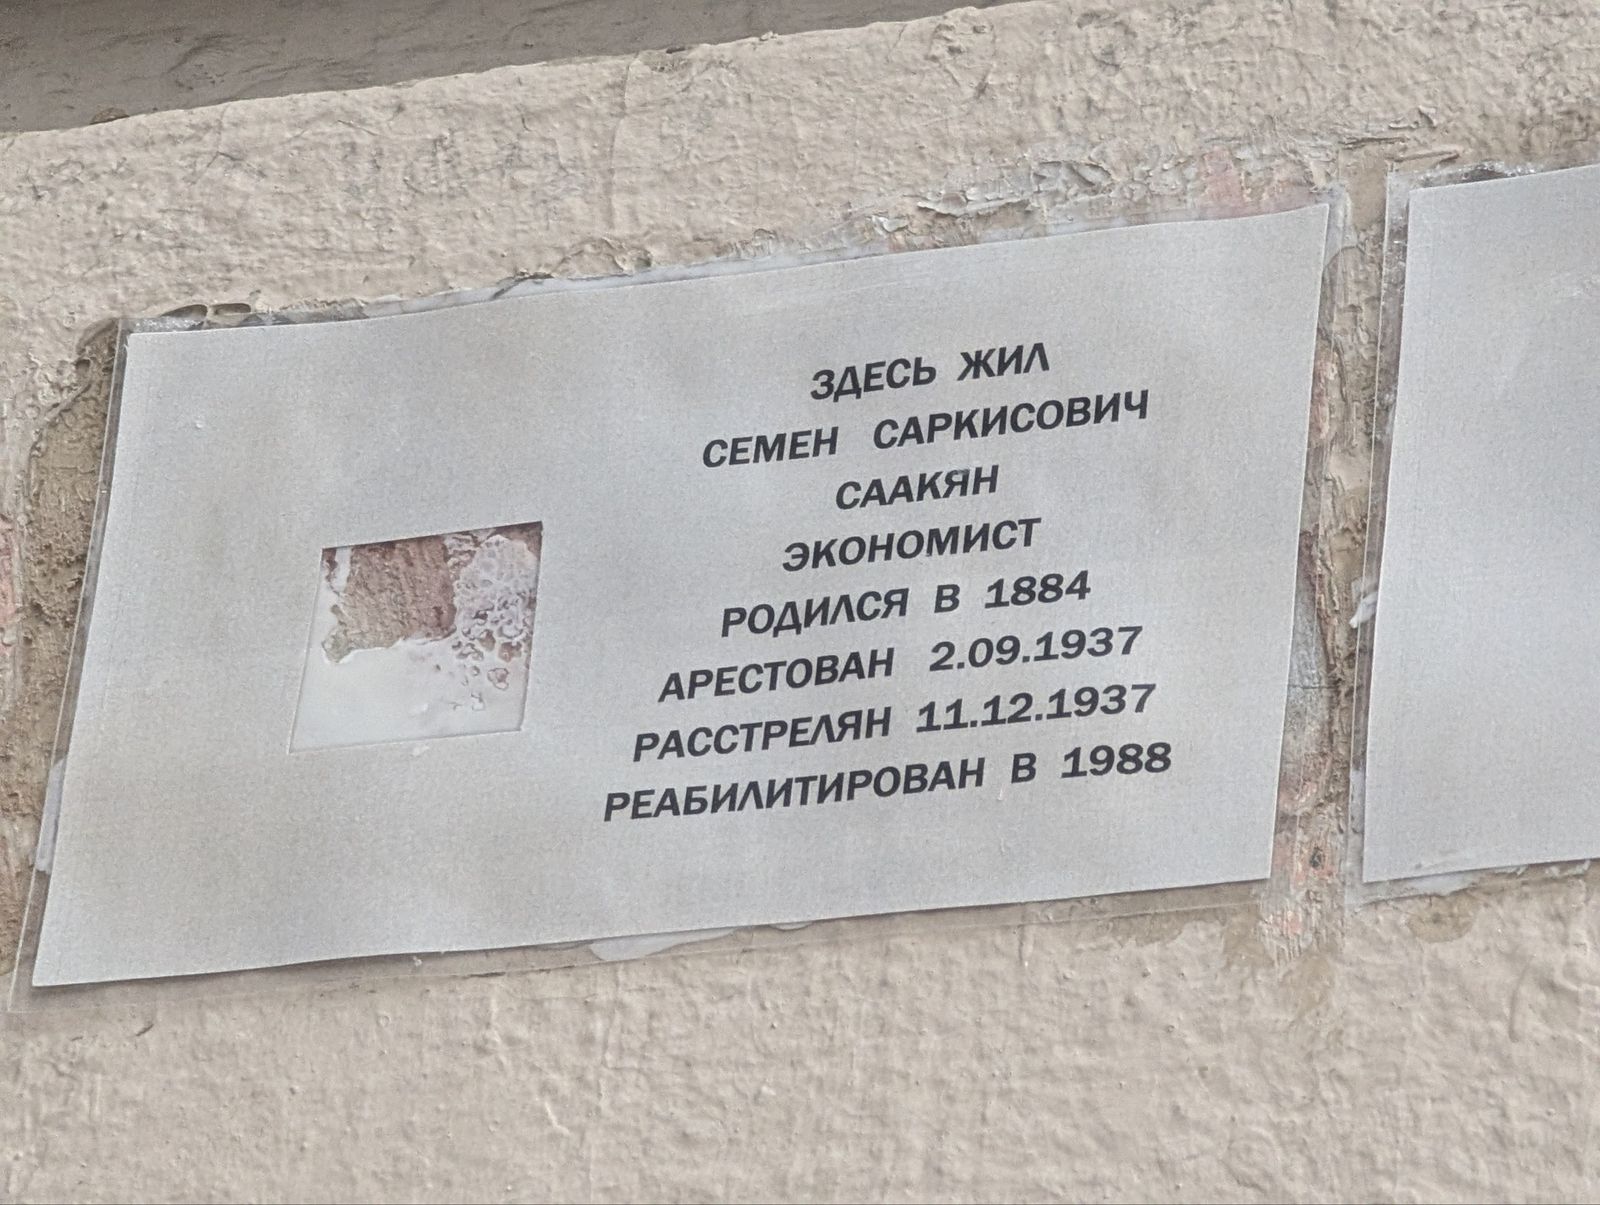 ЗДЕСЬ ЖИЛ
СЕМЕН САРКИСОВИЧ
СААКЯН
ЭКОНОМИСТ
РОДИЛСЯ В 1884
АРЕСТОВАН 2.09.1937
РАССТРЕЛЯН 11.12.1937
РЕАБИЛИТИРОВАН В 1988